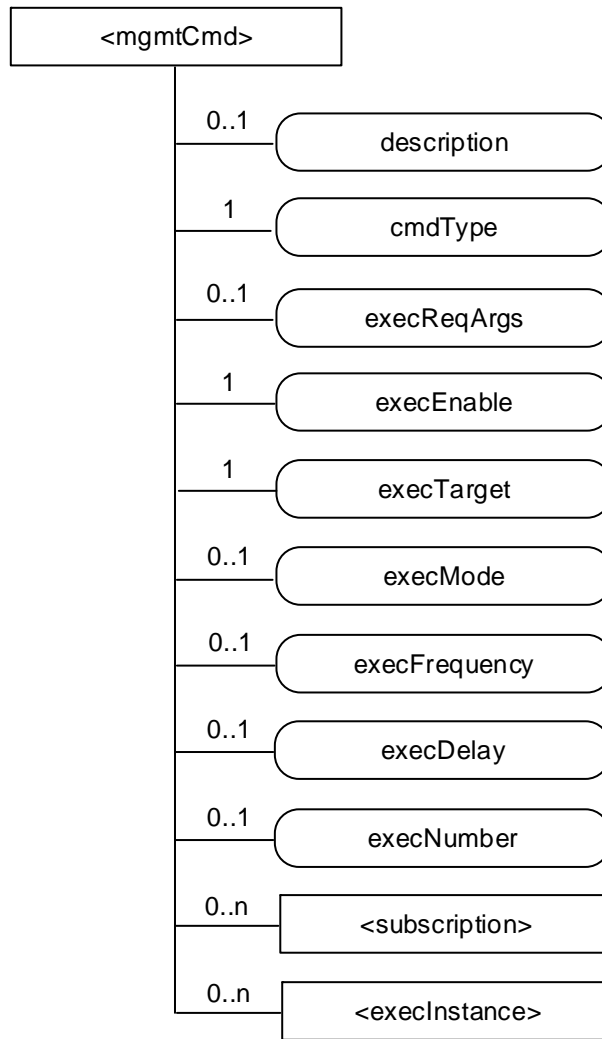 <mgmtCmd>
0..1
description
1
cmdType
0..1
execReqArgs
1
execEnable
1
execTarget
0..1
execMode
0..1
execFrequency
0..1
execDelay
0..1
execNumber
0..n
<subscription>
0..n
<execInstance>